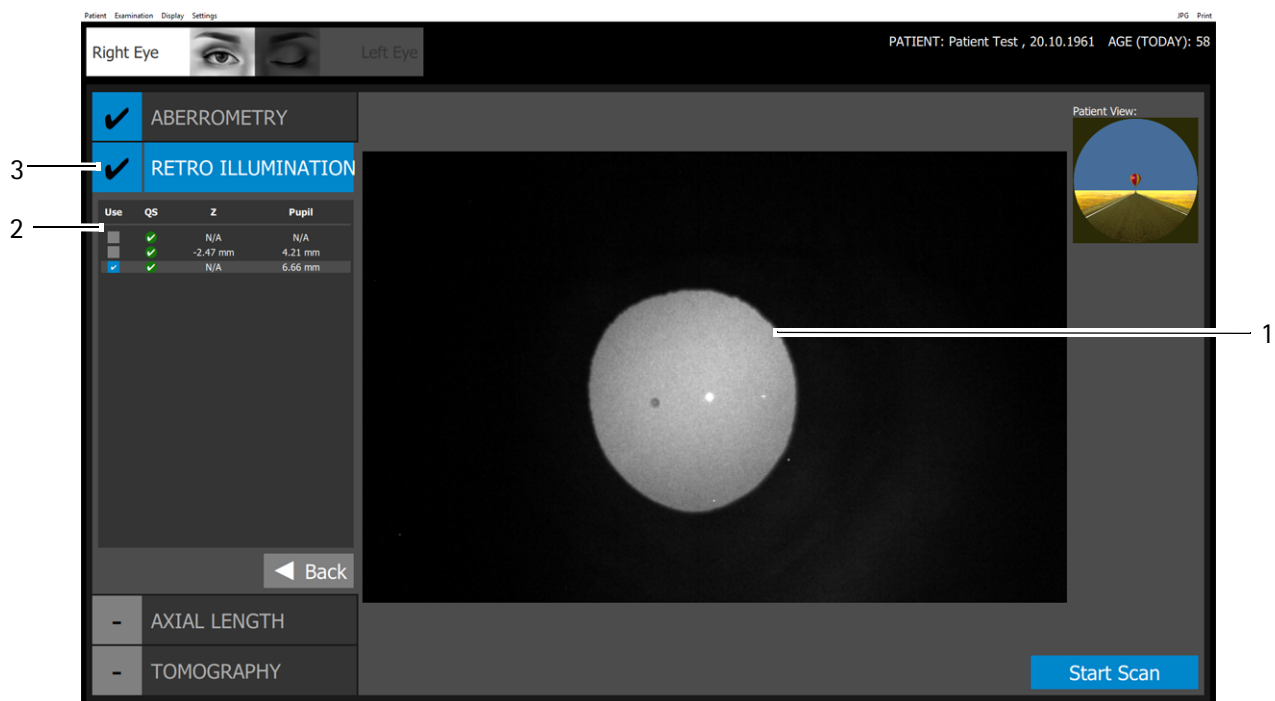 Patient Examination Display Settings JPG Print
Right Eye Left Eye PATIENT: Patient Test , 20.10.1961 AGE (TODAY): 58
✔ ABERROMETRY
Patient View:
3 ✔ RETRO ILLUMINATION
2
Use QS Z Pupil
N/A N/A
-2.47 mm 4.21 mm
N/A 6.66 mm
1
◀ Back
- AXIAL LENGTH
- TOMOGRAPHY
Start Scan